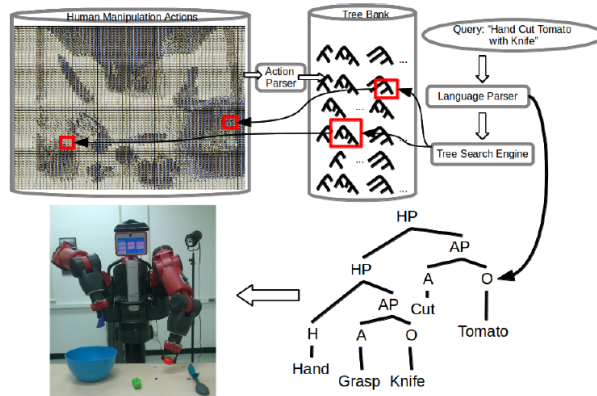 Human Manipulation Actions
Tree Bank
Query: "Hand Cut Tomato
with Knife"
Action
Parser
...
...
Language Parser
...
Tree Search Engine
...
...
...
HP
AP
HP
A
O
AP
Cut
Tomato
H
A
O
Hand
Grasp
Knife